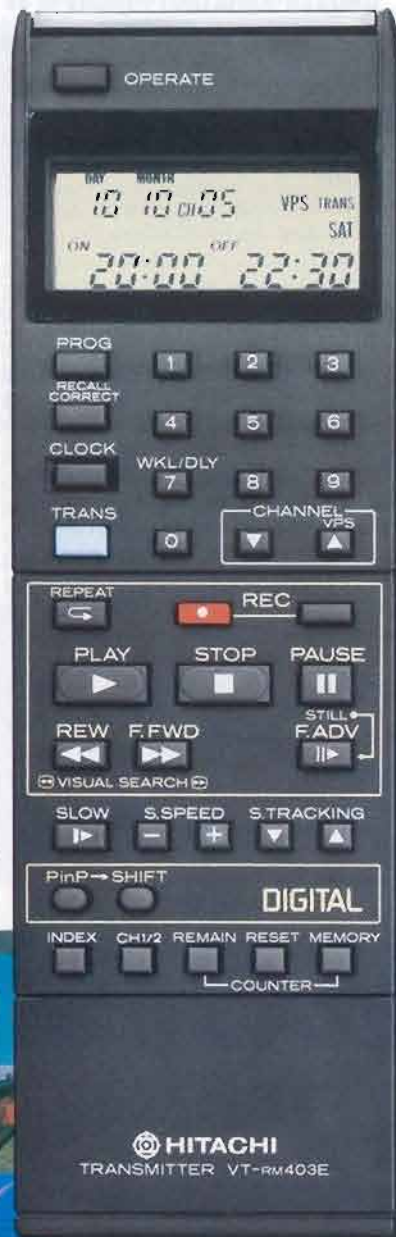 OPERATE
DAY MONTH
10 10 CH 05 VPS TRANS
SAT
ON OFF
20:00 22:30
PROG
1 2 3
RECALL
CORRECT
4 5 6
CLOCK WKL/DLY
7 8 9
TRANS CHANNEL
VPS
0
REPEAT REC
PLAY STOP PAUSE
STILL
REW F.FWD F.ADV
VISUAL SEARCH
SLOW S.SPEED S.TRACKING
PinP→SHIFT
DIGITAL
INDEX CH1/2 REMAIN RESET MEMORY
COUNTER
HITACHI
TRANSMITTER VT-RM403E